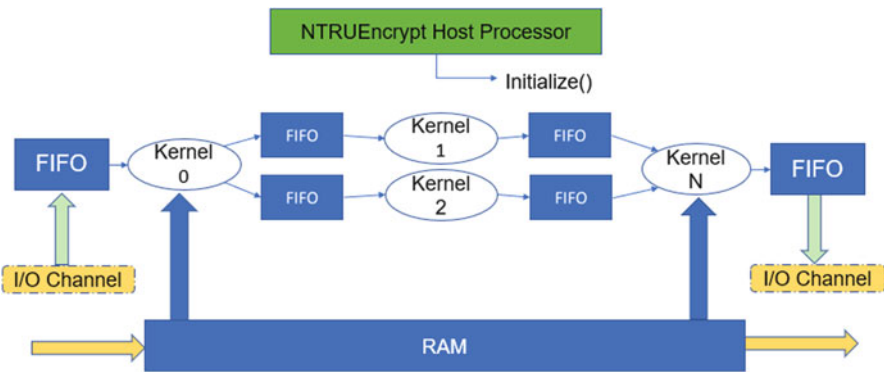 NTRUEncrypt Host Processor
Initialize()
FIFO
Kernel
0
FIFO
Kernel
1
FIFO
FIFO
Kernel
2
FIFO
Kernel
N
FIFO
I/O Channel
I/O Channel
RAM